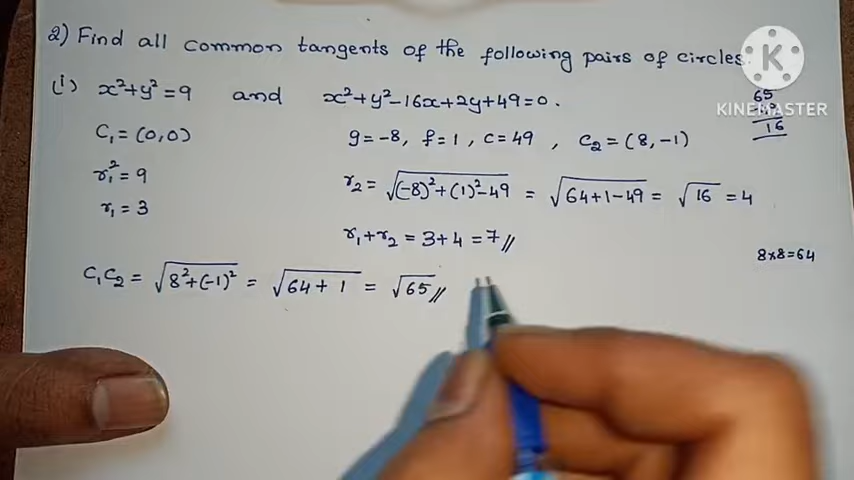 2) Find all common tangents of the following pairs of circles.
(i) x²+y²=9 and x²+y²-16x+2y+49=0.
C₁=(0,0) g=-8, f=1, c=49, C₂=(8,-1)
r₁²=9 r₂=√((-8)²+(1)²-49) = √(64+1-49) = √16 = 4
r₁=3
r₁+r₂=3+4=7//
C₁C₂=√(8²+(-1)²) = √(64+1) = √65//
8x8=64
65
16
K
KINEMASTER